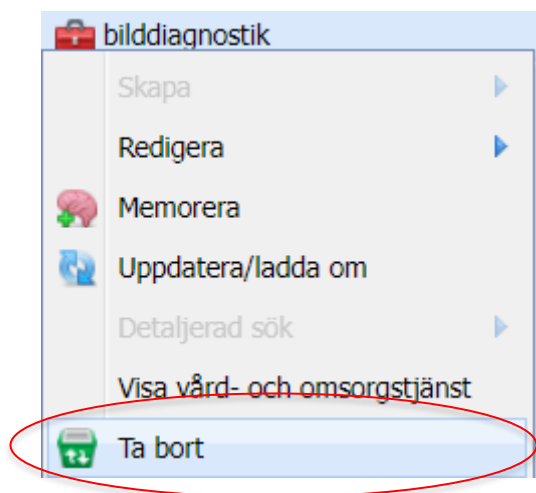 bilddiagnostik
Skapa
Redigera
Memorera
Uppdatera/ladda om
Detaljerad sök
Visa vård- och omsorgstjänst
Ta bort